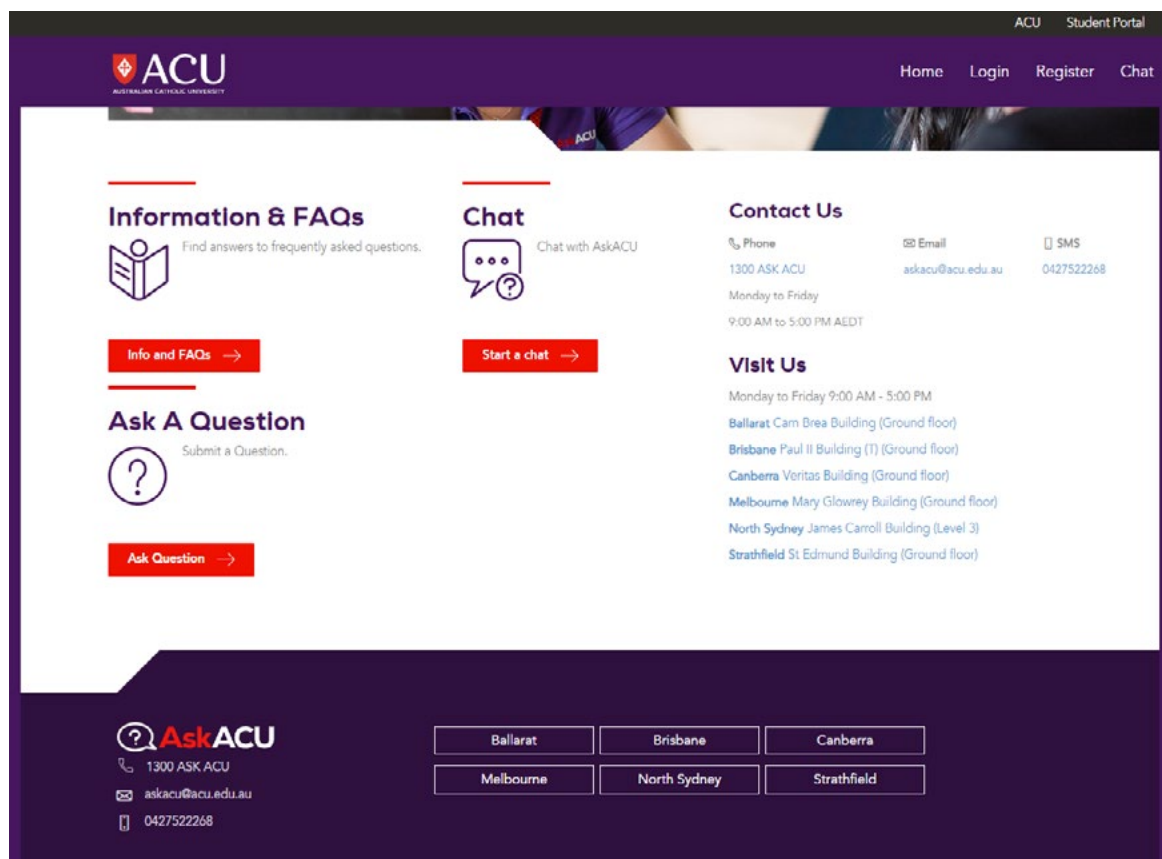 ACU Student Portal
ACU
AUSTRALIAN CATHOLIC UNIVERSITY
Home Login Register Chat
AskACU
Information & FAQs
Find answers to frequently asked questions.
Info and FAQs
Chat
Chat with AskACU
Start a chat
Ask A Question
Submit a Question.
Ask Question
Contact Us
Phone Email SMS
1300 ASK ACU askacu@acu.edu.au 0427522268
Monday to Friday
9:00 AM to 5:00 PM AEDT
Visit Us
Monday to Friday 9:00 AM - 5:00 PM
Ballarat Carn Brea Building (Ground floor)
Brisbane Paul II Building (T) (Ground floor)
Canberra Veritas Building (Ground floor)
Melbourne Mary Glowrey Building (Ground floor)
North Sydney James Carroll Building (Level 3)
Strathfield St Edmund Building (Ground floor)
AskACU
1300 ASK ACU
askacu@acu.edu.au
0427522268
Ballarat Brisbane Canberra
Melbourne North Sydney Strathfield